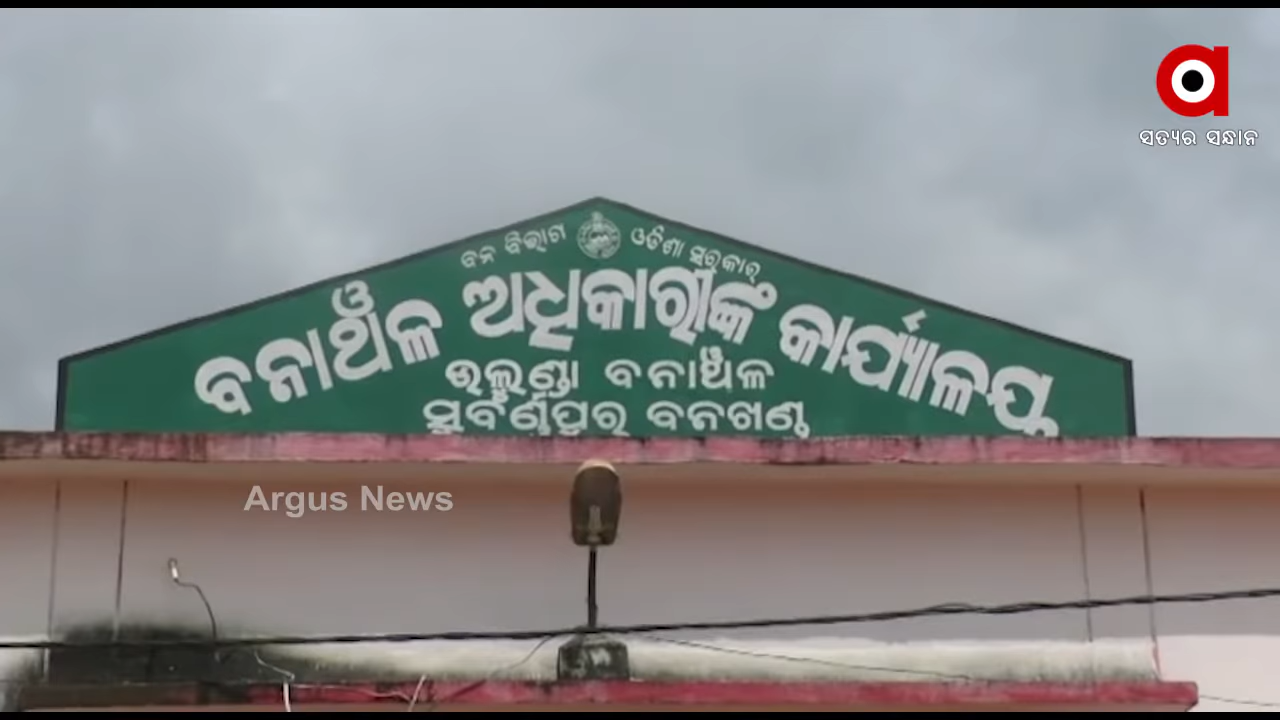 ସତ୍ୟର ସନ୍ଧାନ
ବନ ବିଭାଗ ଓଡିଶା ସରକାର
ବନାଞ୍ଚଳ ଅଧିକାରୀଙ୍କ କାର୍ଯ୍ୟାଳୟ
ଉଲ୍ଲୁଣ୍ଡା ବନାଞ୍ଚଳ
ସୁବର୍ଣ୍ଣପୁର ବନଖଣ୍ଡ
Argus News